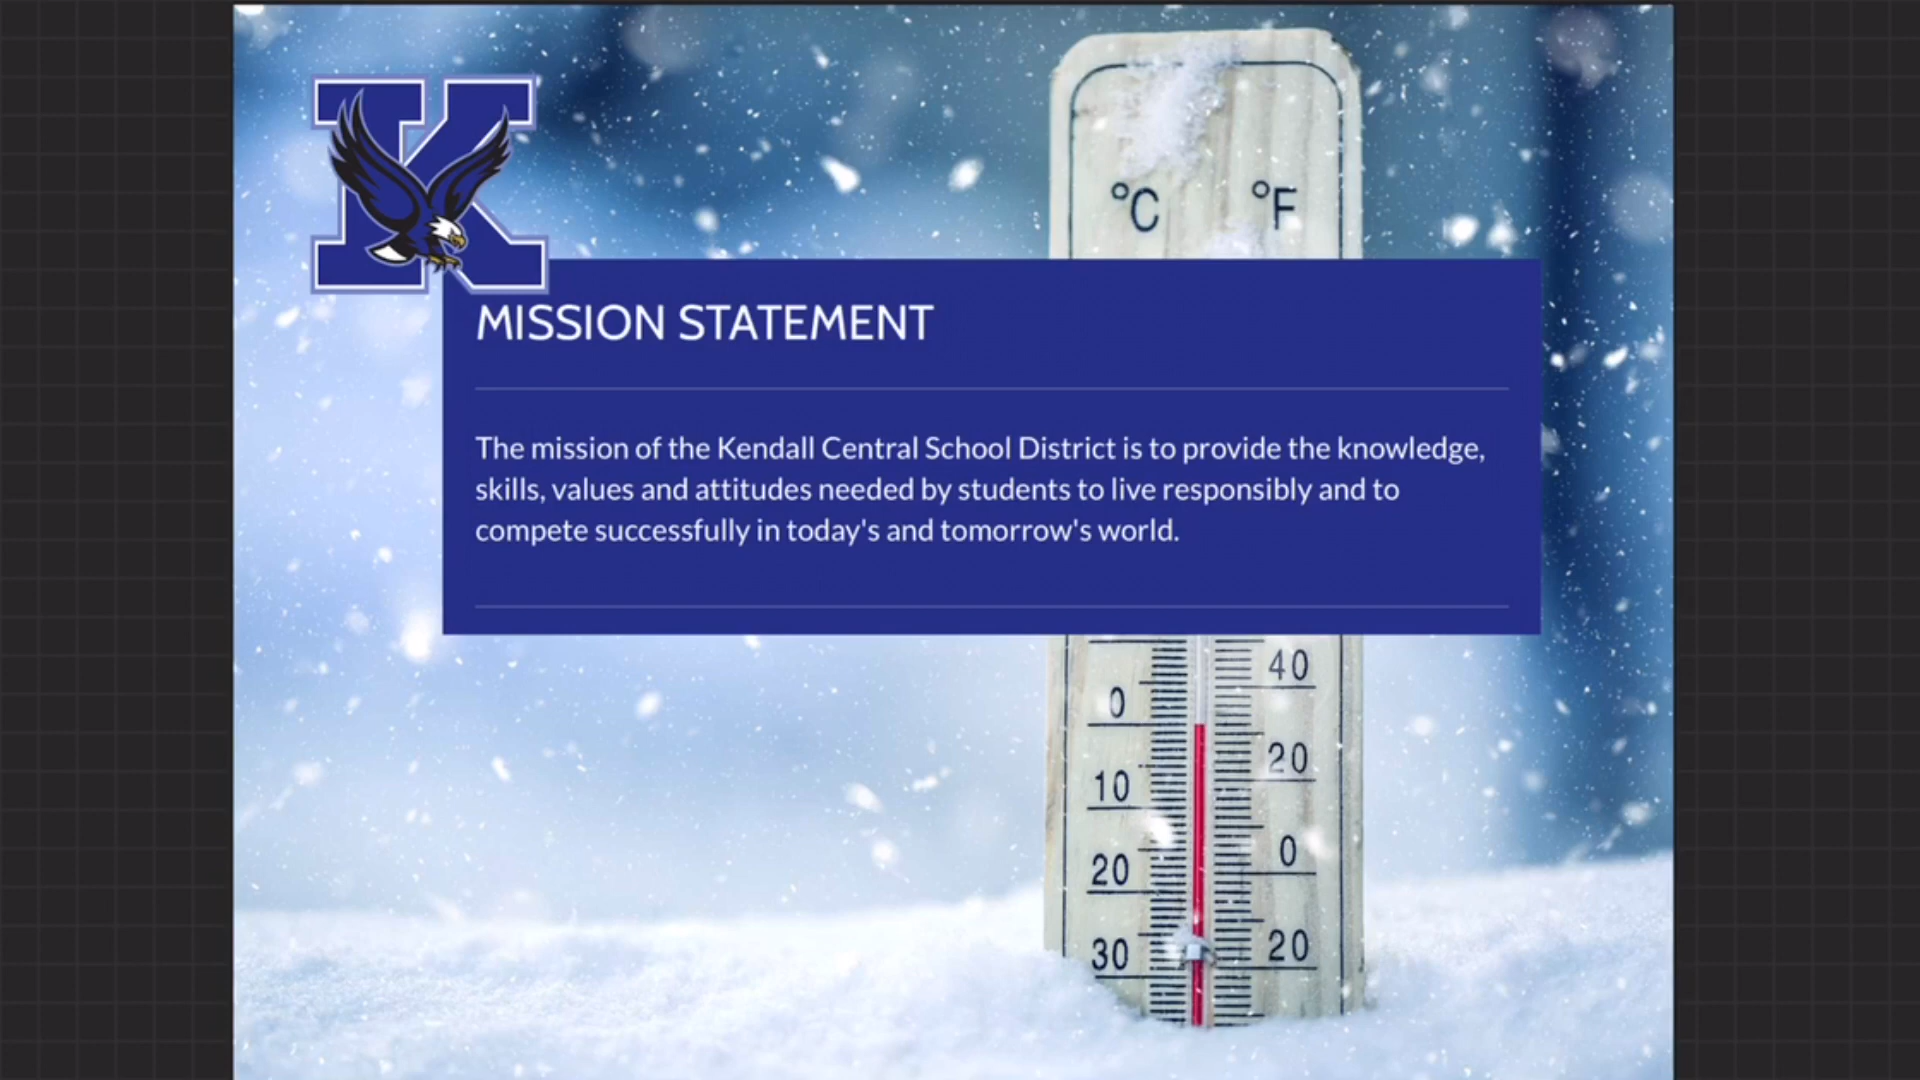 K
°C °F
MISSION STATEMENT
The mission of the Kendall Central School District is to provide the knowledge,
skills, values and attitudes needed by students to live responsibly and to
compete successfully in today's and tomorrow's world.
40
0
20
10
0
20
20
30